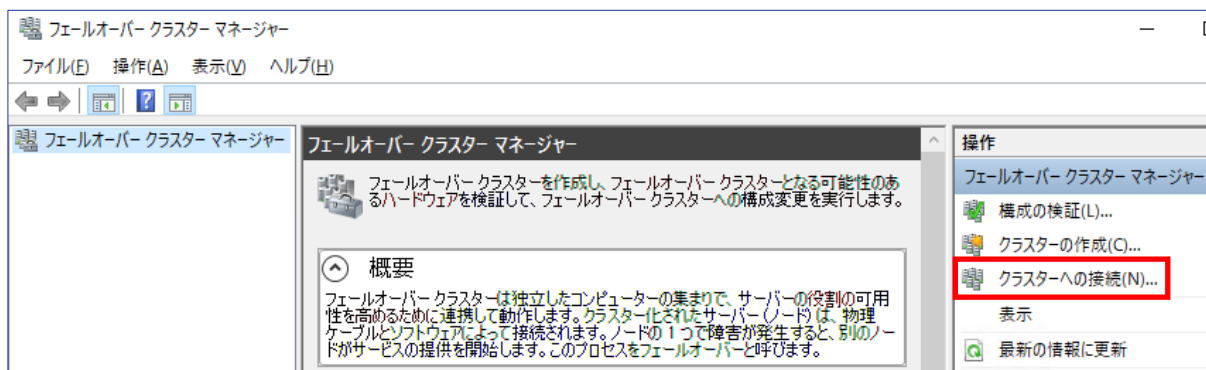 フェールオーバー クラスター マネージャー
ファイル(F) 操作(A) 表示(V) ヘルプ(H)
フェールオーバー クラスター マネージャー
フェールオーバー クラスター マネージャー
フェールオーバー クラスターを作成し、フェールオーバー クラスターとなる可能性のあ
るハードウェアを検証して、フェールオーバー クラスターへの構成変更を実行します。
概要
フェールオーバー クラスターは独立したコンピューターの集まりで、サーバーの役割の可用
性を高めるために連携して動作します。クラスター化されたサーバー (ノード) は、物理
ケーブルとソフトウェアによって接続されます。ノードの 1 つで障害が発生すると、別のノー
ドがサービスの提供を開始します。このプロセスをフェールオーバーと呼びます。
操作
フェールオーバー クラスター マネージャー
構成の検証(L)...
クラスターの作成(C)...
クラスターへの接続(N)...
表示
最新の情報に更新